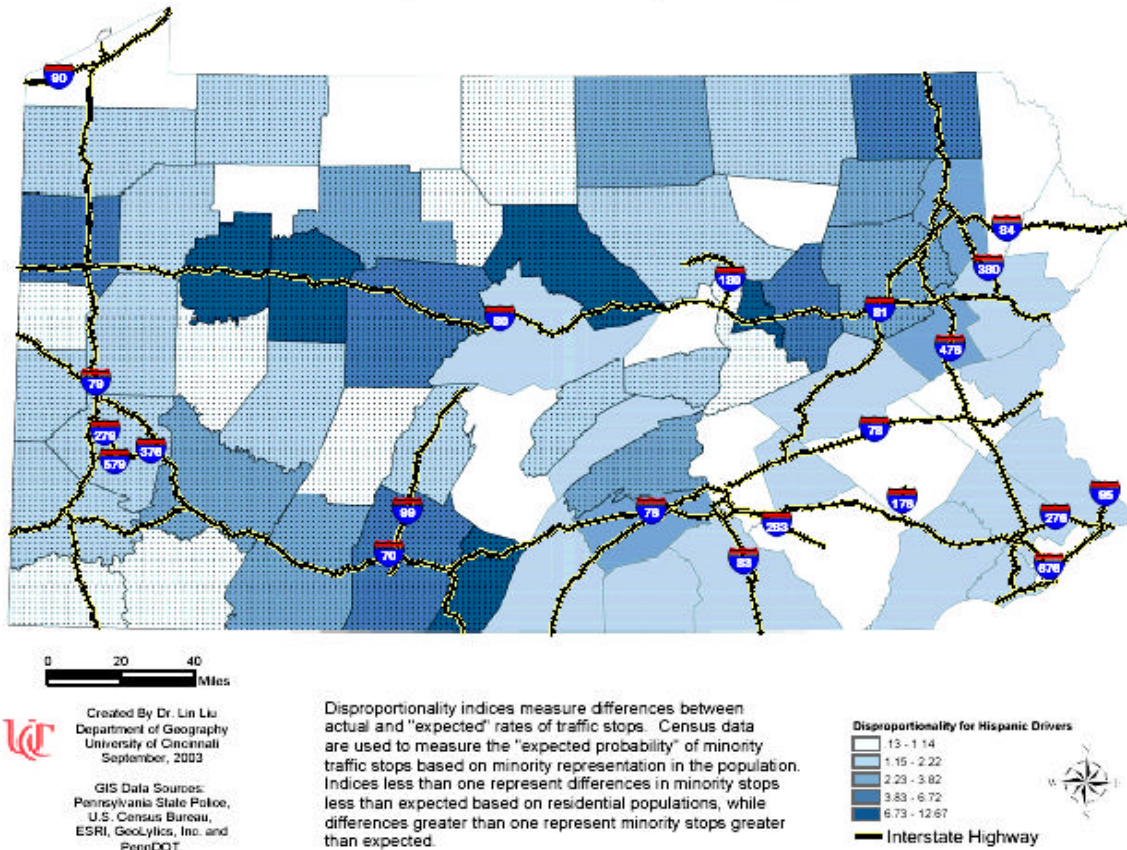 90
84
380
180
80
81
476
79
279
376
579
78
99
76
176
95
276
283
70
83
676
0 20 40
Miles
Created By Dr. Lin Liu
Department of Geography
University of Cincinnati
September, 2003
GIS Data Sources:
Pennsylvania State Police,
U.S. Census Bureau,
ESRI, GeoLytics, Inc. and
PennDOT
Disproportionality indices measure differences between
actual and "expected" rates of traffic stops. Census data
are used to measure the "expected probability" of minority
traffic stops based on minority representation in the population.
Indices less than one represent differences in minority stops
less than expected based on residential populations, while
differences greater than one represent minority stops greater
than expected.
Disproportionality for Hispanic Drivers
.13 - 1.14
1.15 - 2.22
2.23 - 3.82
3.83 - 6.72
6.73 - 12.67
Interstate Highway